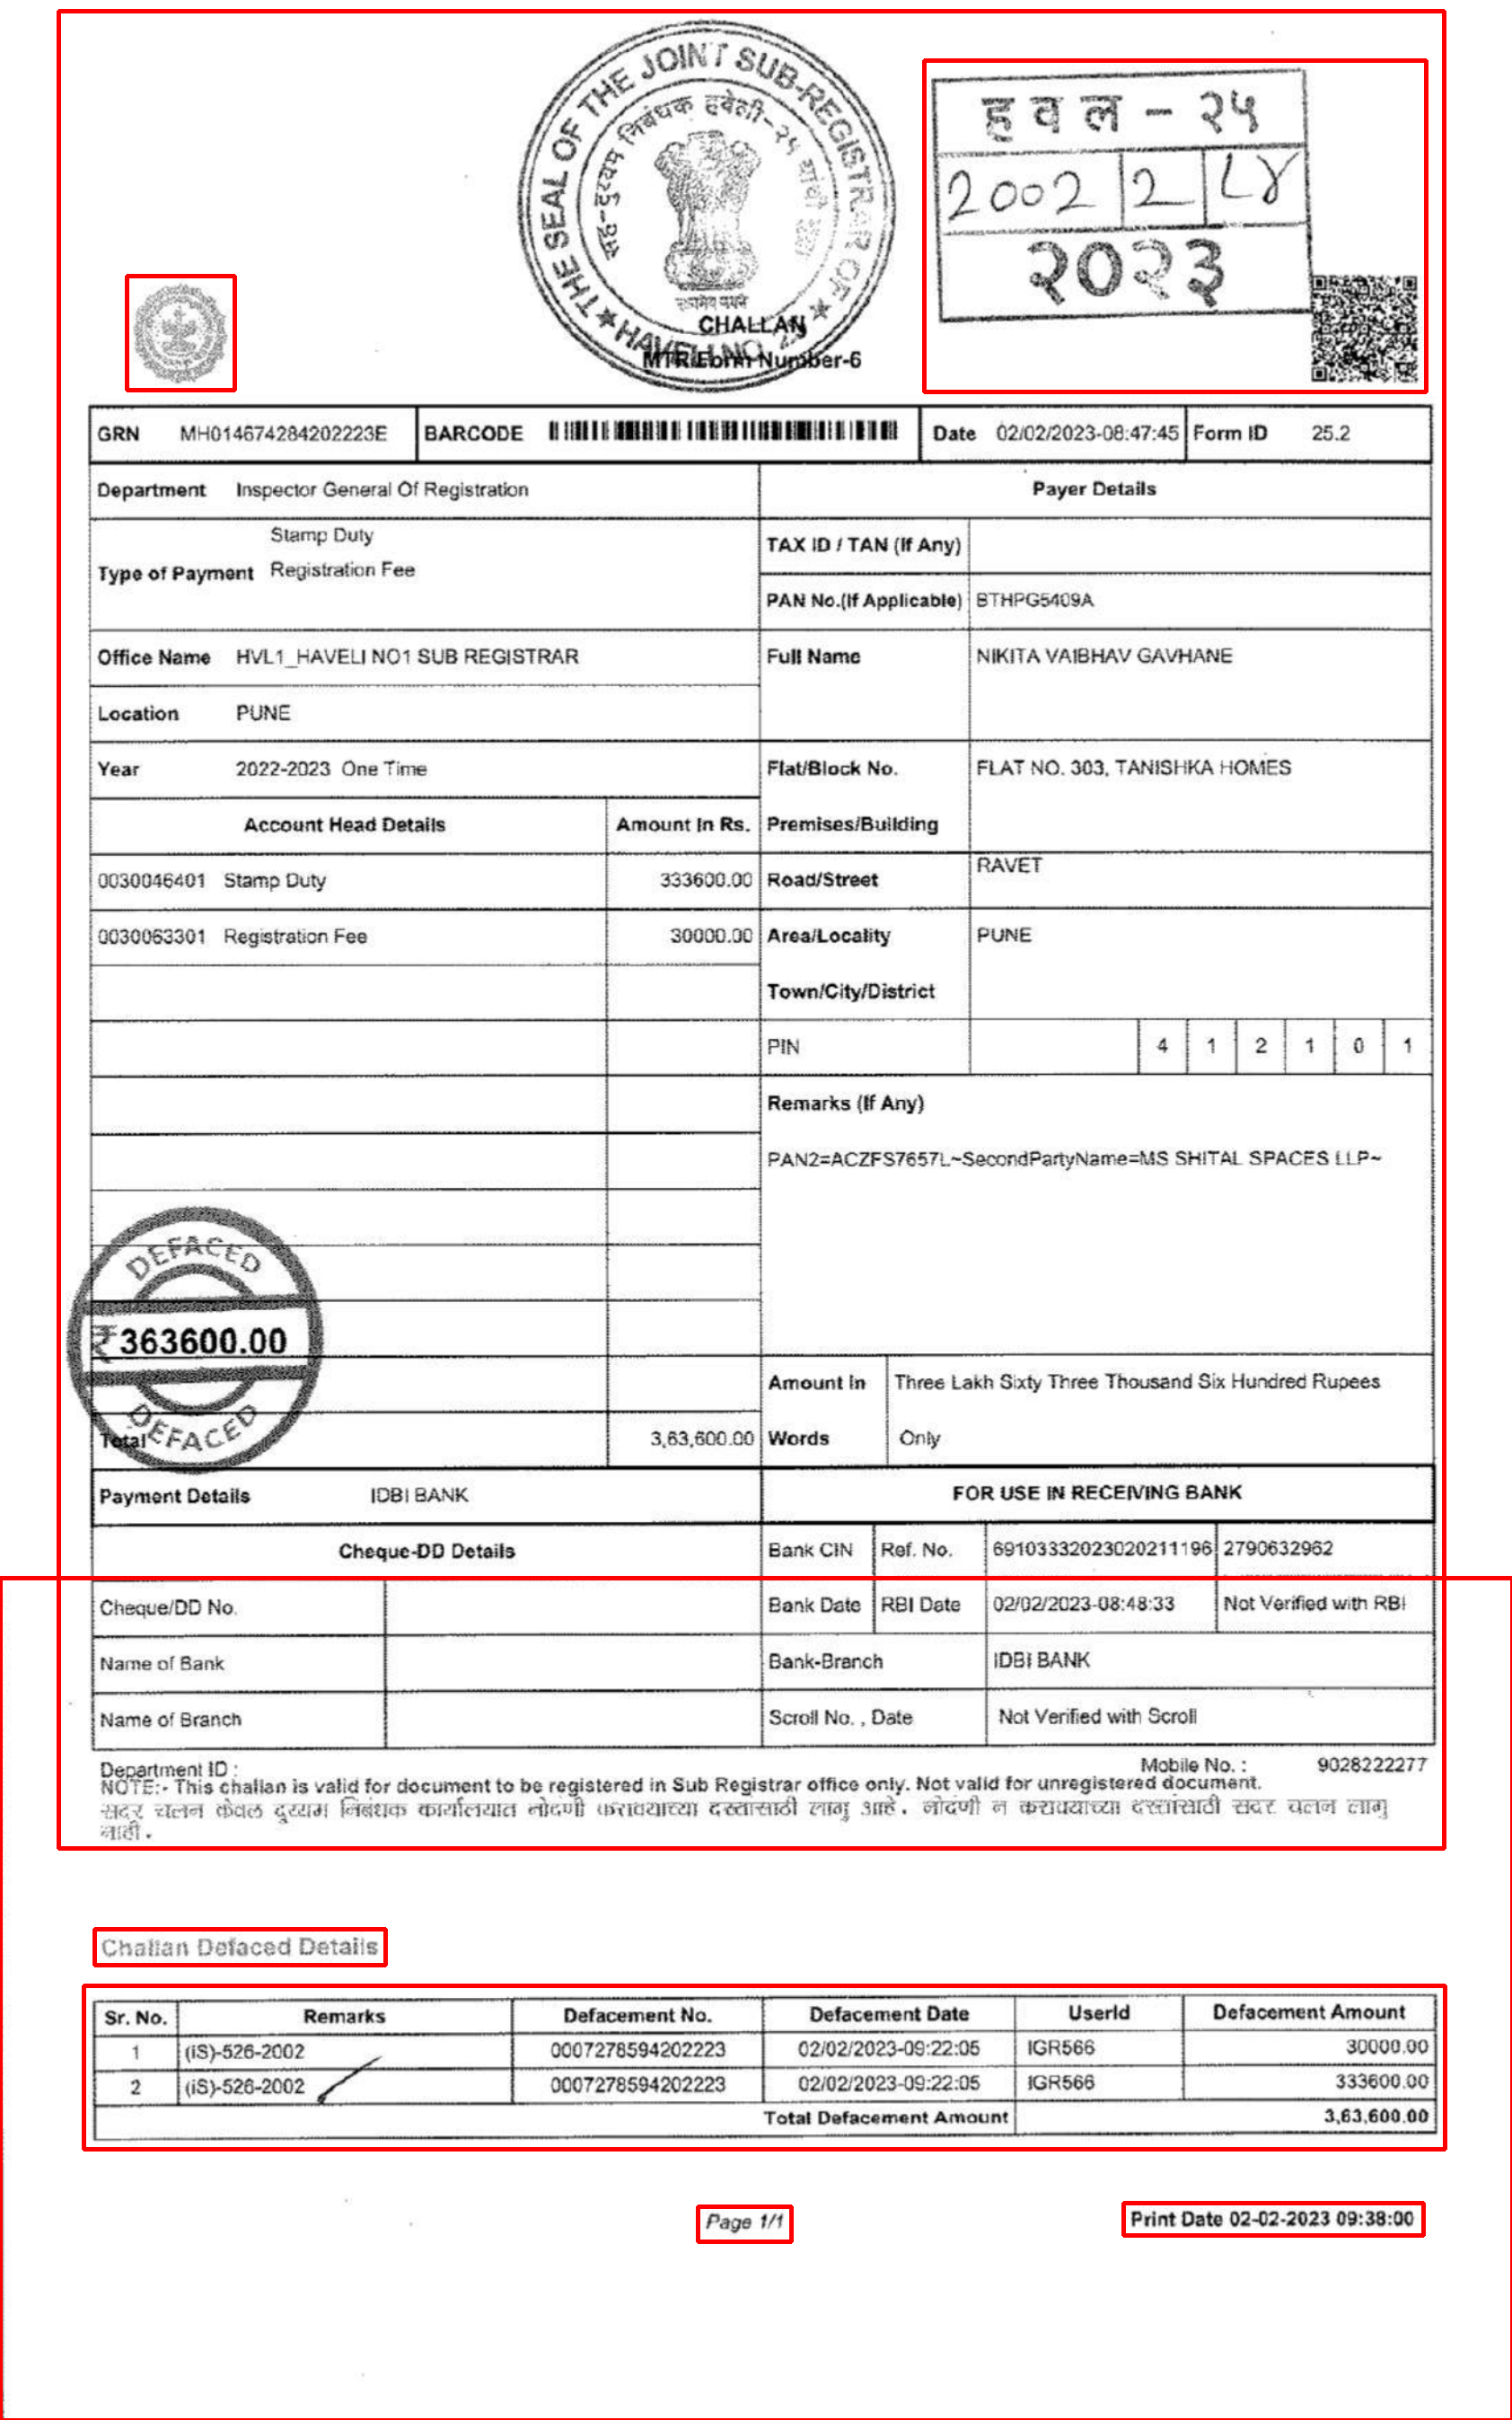 THE SEAL OF THE JOINT SUB-REGISTRAR OF
HAVELI NO. 25
सह-दुय्यम निबंधक हवेली-२५ यांची
हवल - २५
2002 2 ८४
२०२३
CHALLAN
MTR Form Number-6
GRN MH014674284202223E BARCODE Date 02/02/2023-08:47:45 Form ID 25.2
Department Inspector General Of Registration Payer Details
Stamp Duty
Type of Payment Registration Fee
TAX ID / TAN (If Any)
PAN No.(If Applicable) BTHPG5409A
Office Name HVL1_HAVELI NO1 SUB REGISTRAR Full Name NIKITA VAIBHAV GAVHANE
Location PUNE
Year 2022-2023 One Time Flat/Block No. FLAT NO. 303, TANISHKA HOMES
Account Head Details Amount In Rs. Premises/Building
0030046401 Stamp Duty 333600.00 Road/Street RAVET
0030063301 Registration Fee 30000.00 Area/Locality PUNE
Town/City/District
PIN 4 1 2 1 0 1
Remarks (If Any)
PAN2=ACZFS7657L~SecondPartyName=MS SHITAL SPACES LLP~
DEFACED
₹363600.00
DEFACED
Amount In Three Lakh Sixty Three Thousand Six Hundred Rupees
Total 3,63,600.00 Words Only
Payment Details IDBI BANK FOR USE IN RECEIVING BANK
Cheque-DD Details Bank CIN Ref. No. 69103332023020211196 2790632962
Cheque/DD No. Bank Date RBI Date 02/02/2023-08:48:33 Not Verified with RBI
Name of Bank Bank-Branch IDBI BANK
Name of Branch Scroll No. , Date Not Verified with Scroll
Department ID : Mobile No. : 9028222277
NOTE:- This challan is valid for document to be registered in Sub Registrar office only. Not valid for unregistered document.
सदर चलन केवळ दुय्यम निबंधक कार्यालयात नोदणी करावयाच्या दस्तासाठी लागु आहे. नोदणी न करावयाच्या दस्तांसाठी सदर चलन लागु
नाही.
Challan Defaced Details
Sr. No. Remarks Defacement No. Defacement Date UserId Defacement Amount
1 (iS)-526-2002 0007278594202223 02/02/2023-09:22:05 IGR566 30000.00
2 (iS)-526-2002 0007278594202223 02/02/2023-09:22:05 IGR566 333600.00
Total Defacement Amount 3,63,600.00
Page 1/1
Print Date 02-02-2023 09:38:00